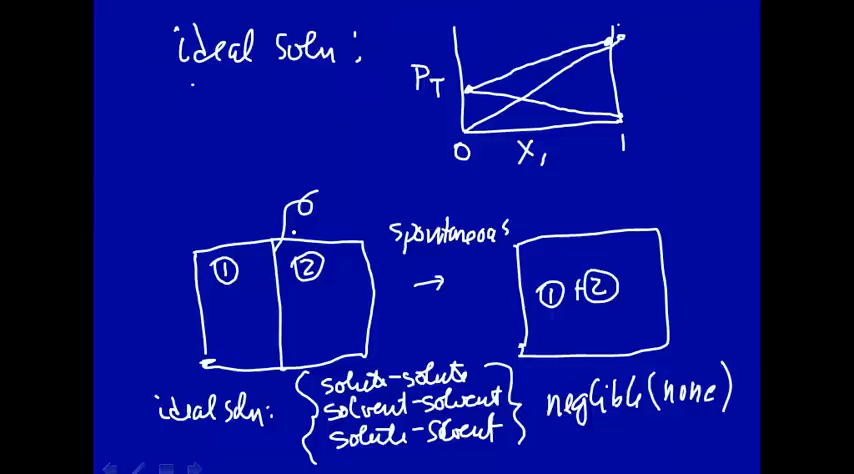 ideal soln:
PT
0 X1 1
spontaneous
1 2
→
1 + 2
solute-solute
solvent-solvent
ideal soln: neglible (none)
solute-solvent